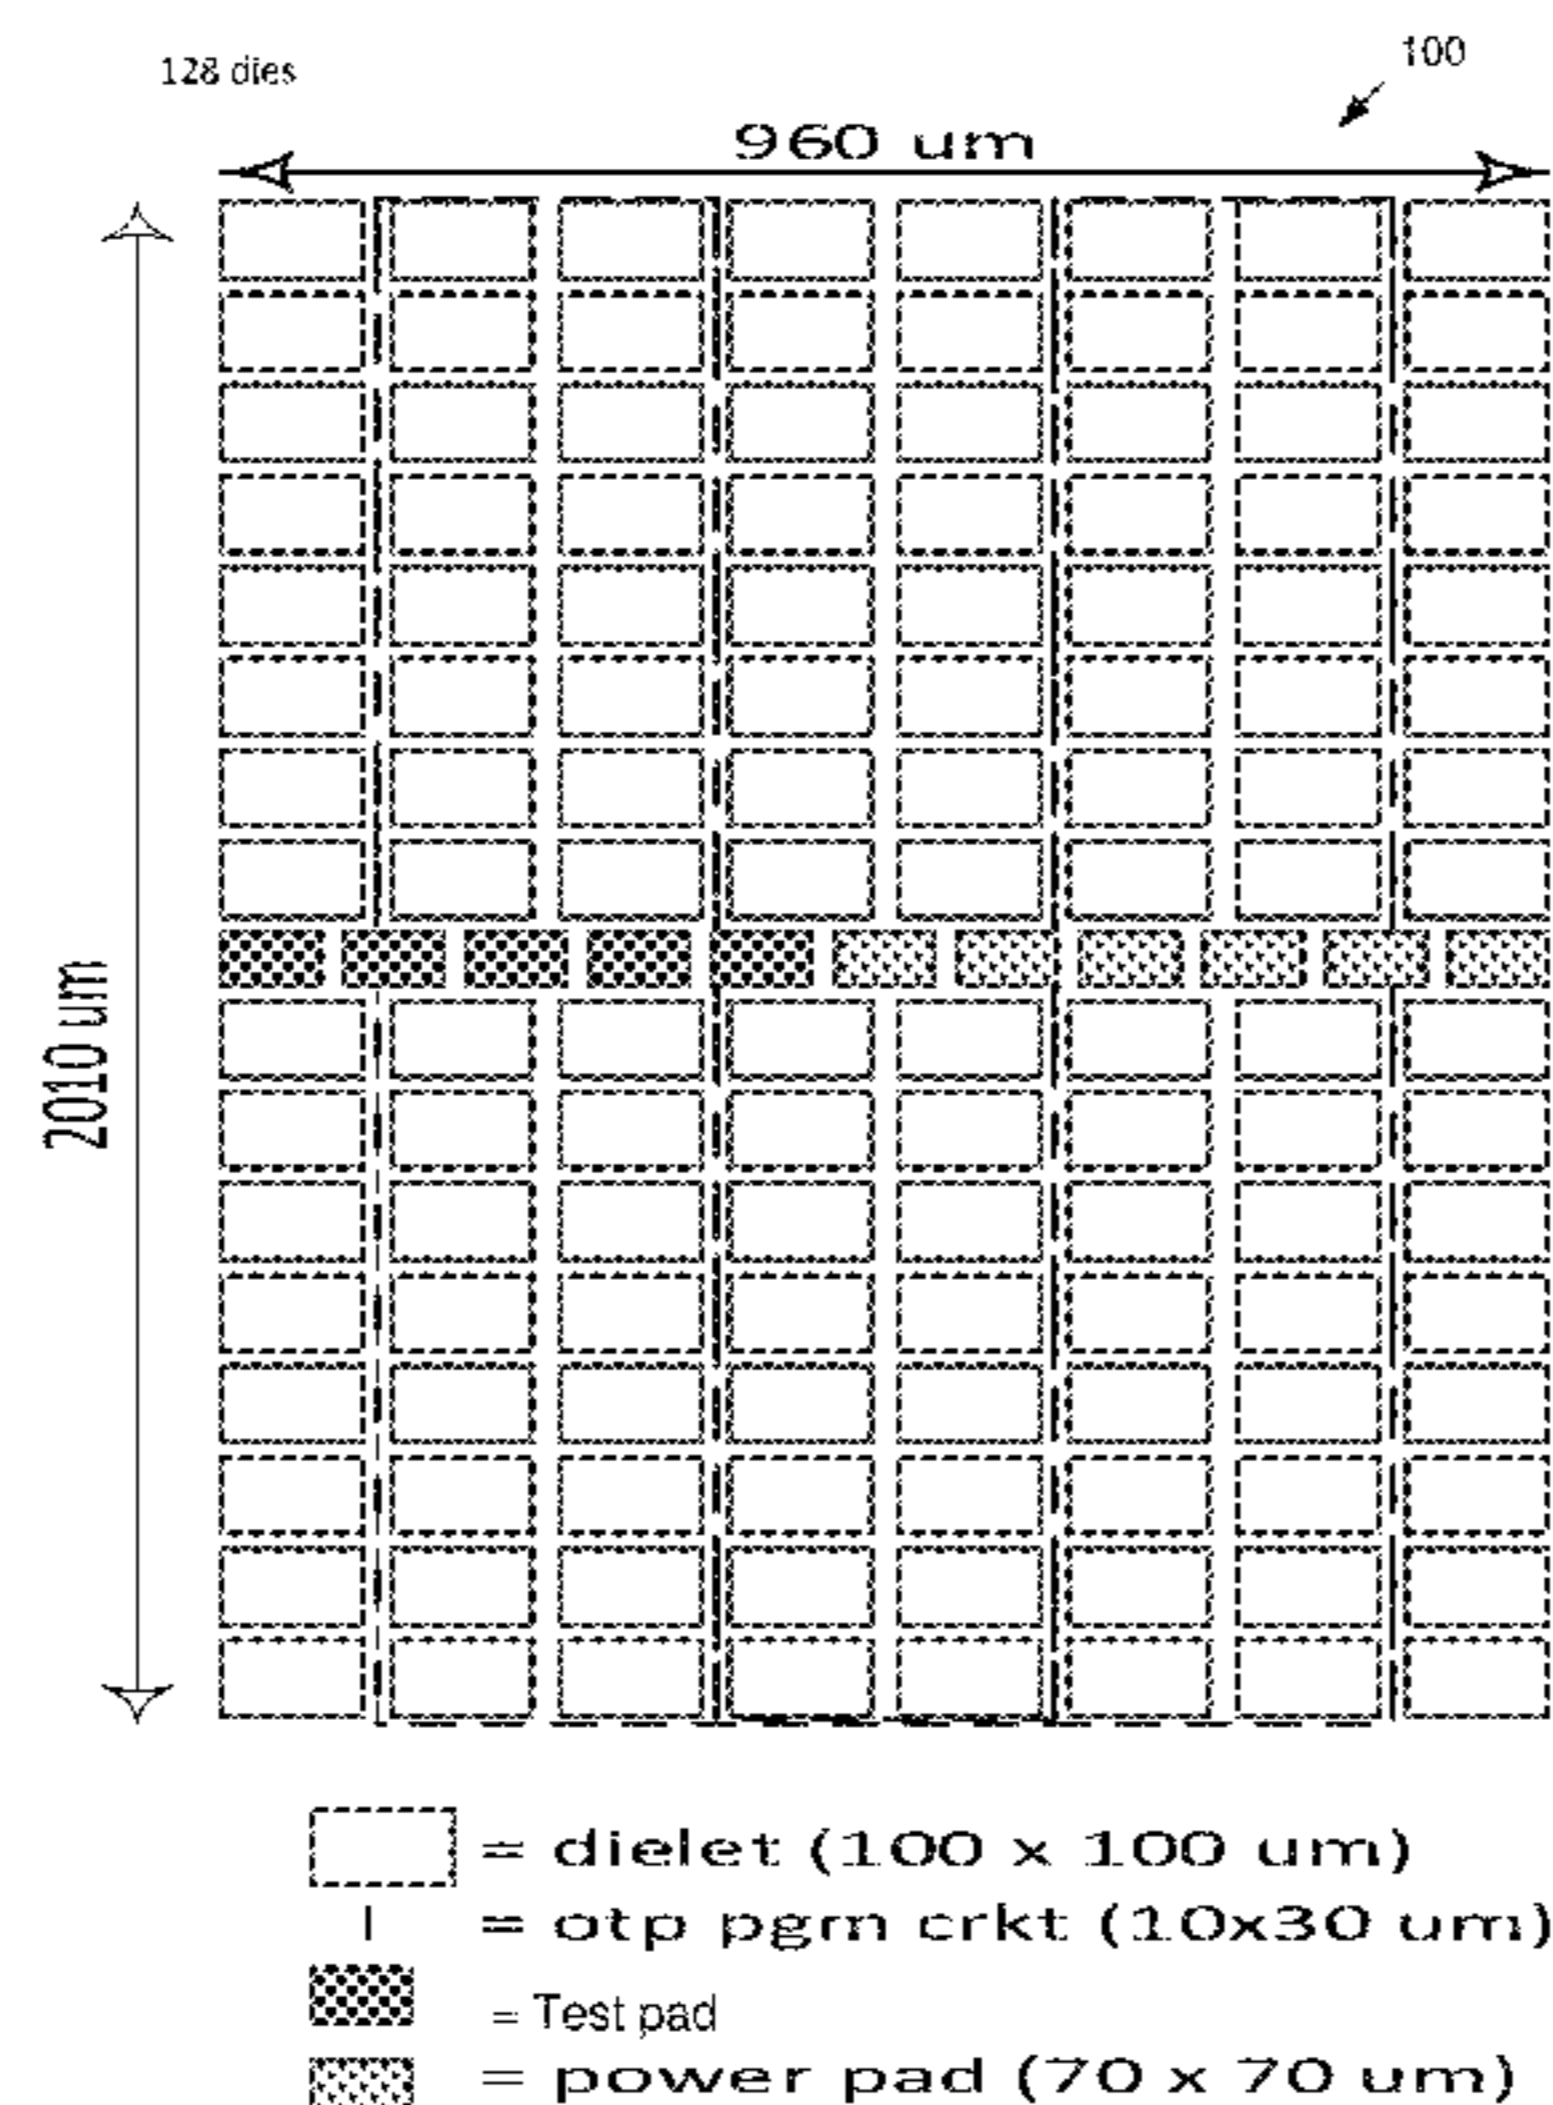 128 dies
100
960 um
2010 um
= dielet (100 x 100 um)
= otp pgm crkt (10x30 um)
= Test pad
= power pad (70 x 70 um)